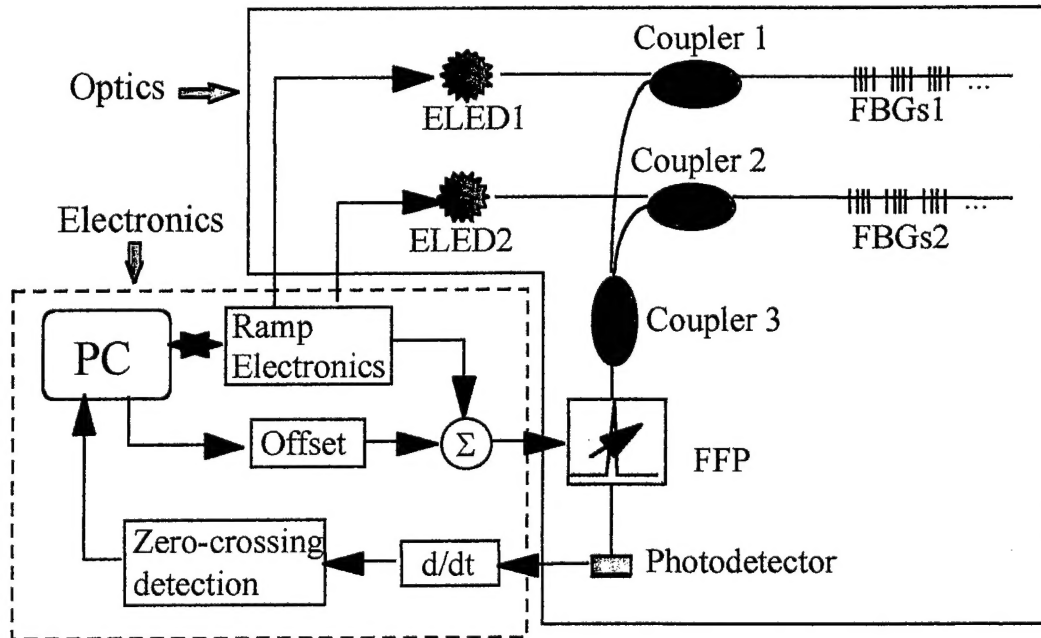 Coupler 1
Optics
ELED1
FBGs1
...
Coupler 2
ELED2
FBGs2
...
Electronics
Coupler 3
PC
Ramp
Electronics
Offset
Σ
FFP
Zero-crossing
detection
d/dt
Photodetector